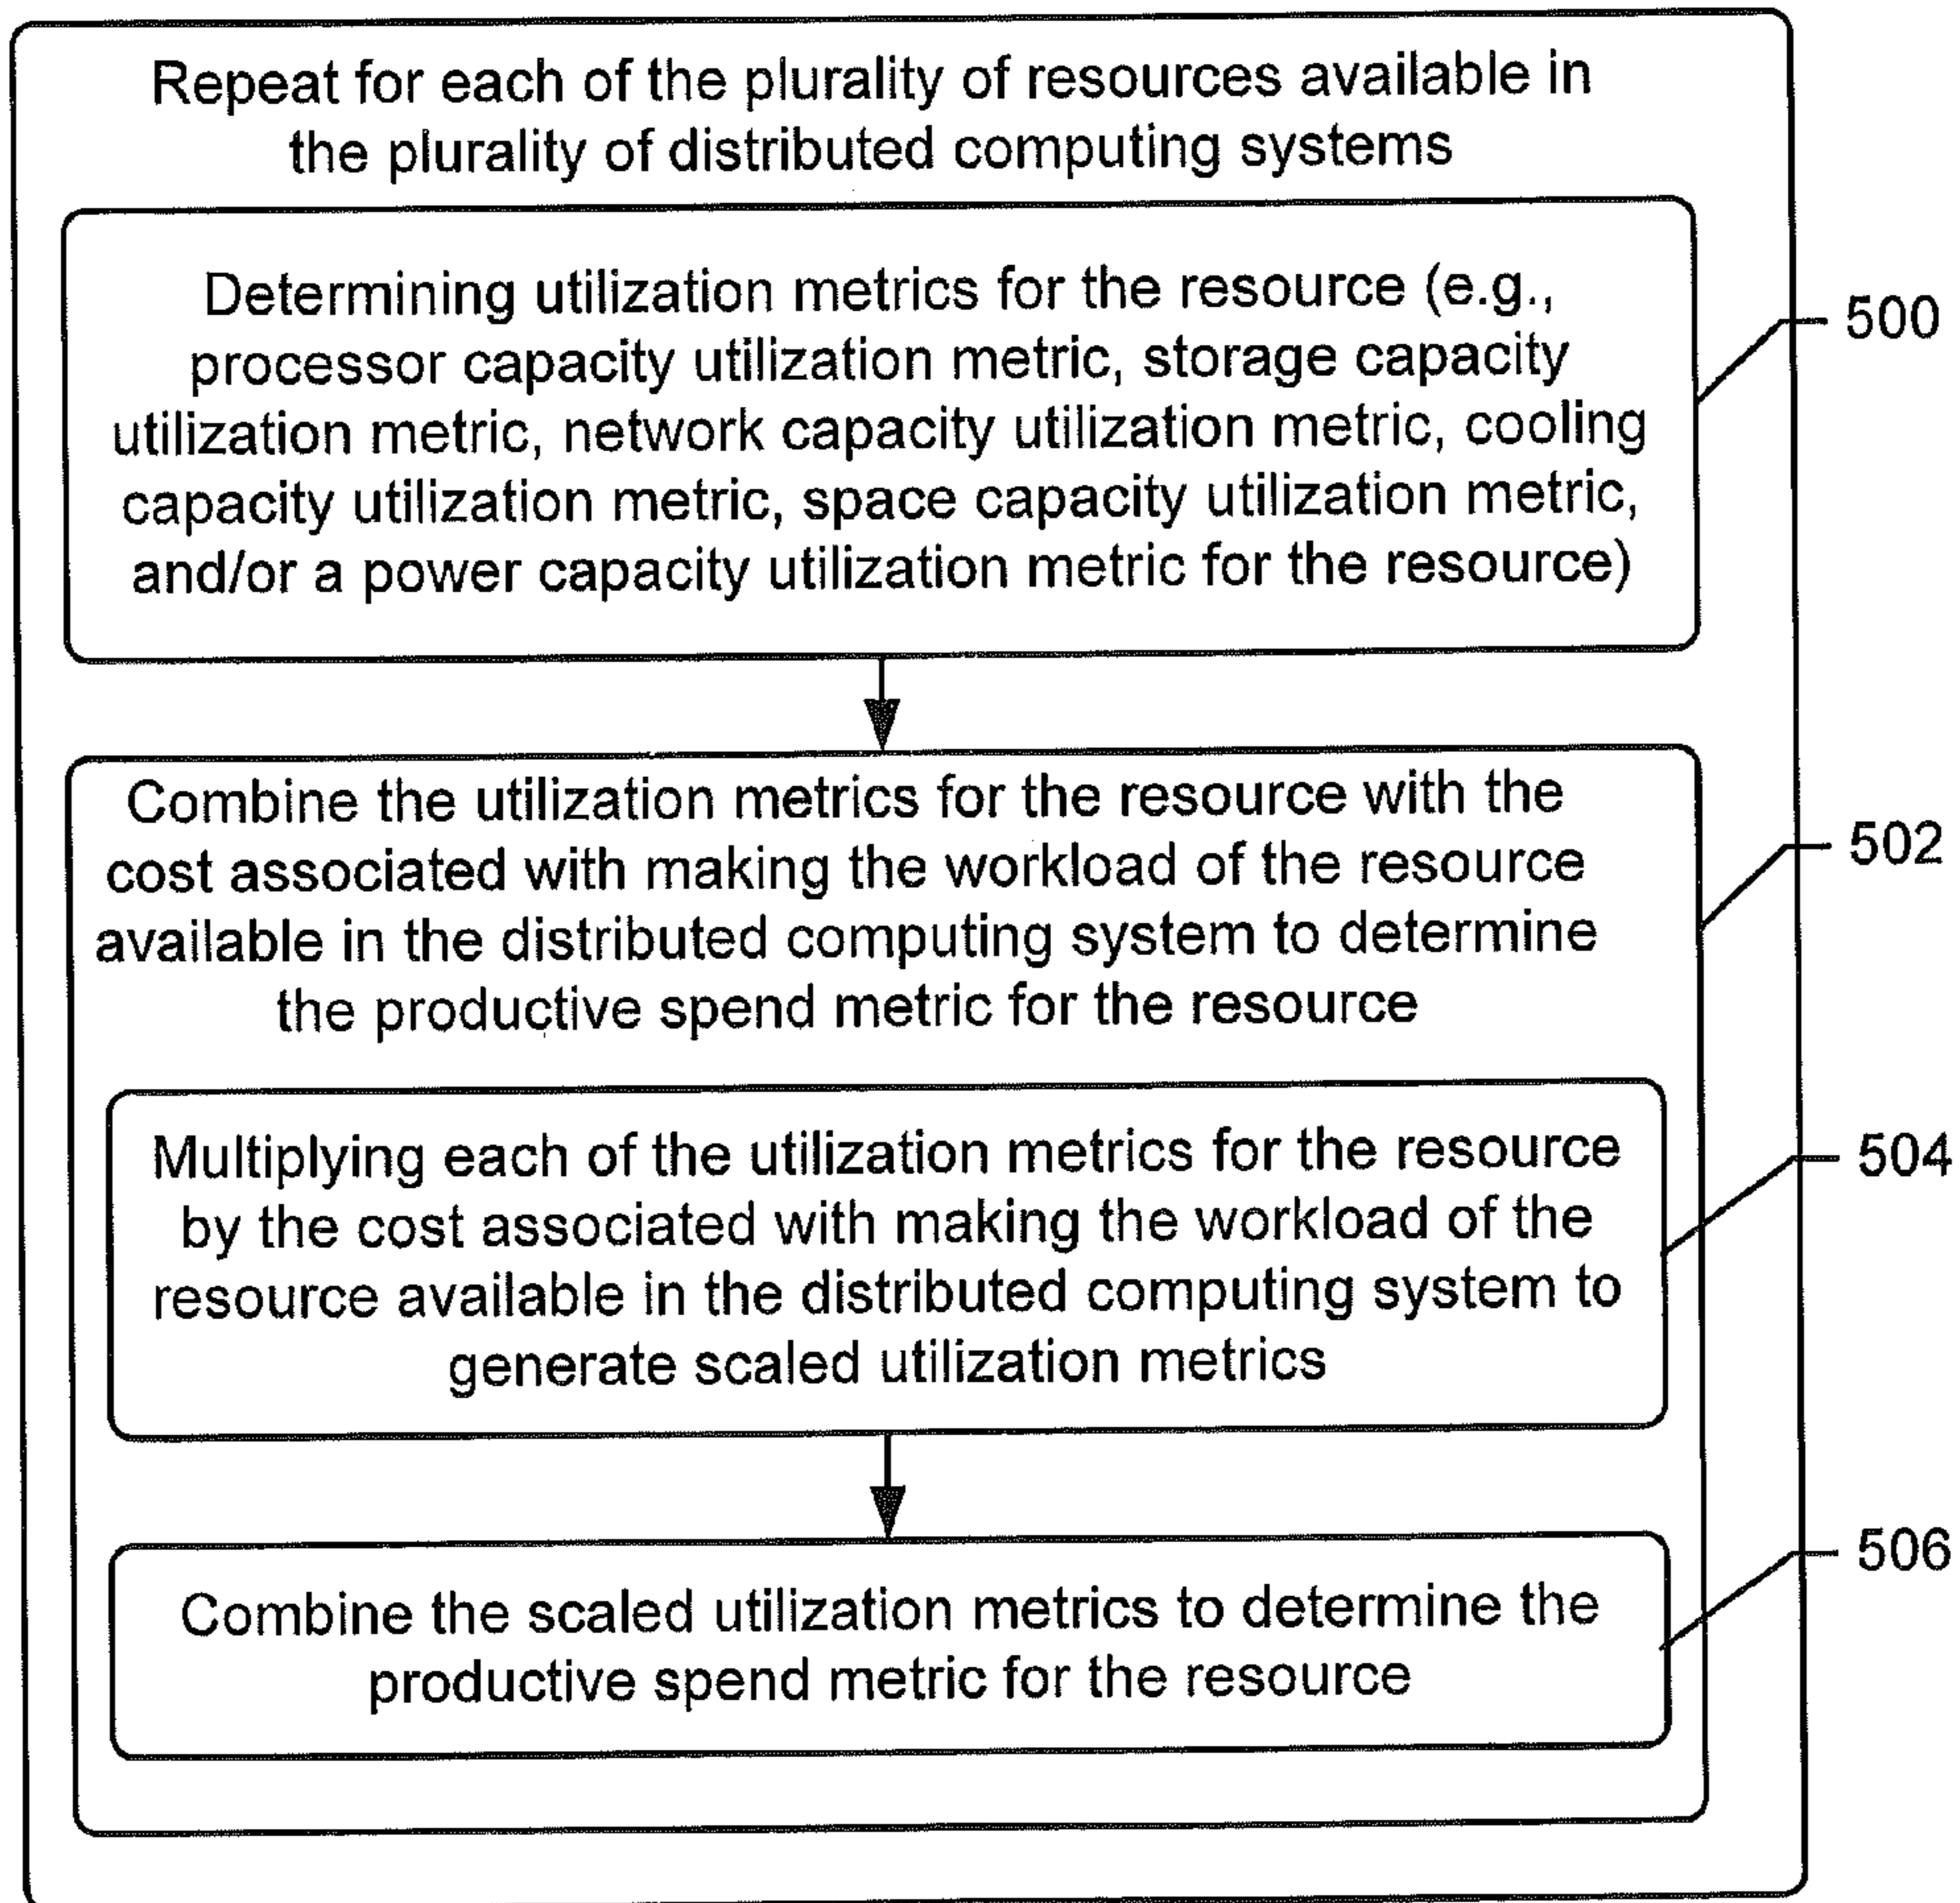 Repeat for each of the plurality of resources available in
the plurality of distributed computing systems
Determining utilization metrics for the resource (e.g.,
processor capacity utilization metric, storage capacity
utilization metric, network capacity utilization metric, cooling
capacity utilization metric, space capacity utilization metric,
and/or a power capacity utilization metric for the resource)
500
Combine the utilization metrics for the resource with the
cost associated with making the workload of the resource
available in the distributed computing system to determine
the productive spend metric for the resource
502
Multiplying each of the utilization metrics for the resource
by the cost associated with making the workload of the
resource available in the distributed computing system to
generate scaled utilization metrics
504
Combine the scaled utilization metrics to determine the
productive spend metric for the resource
506